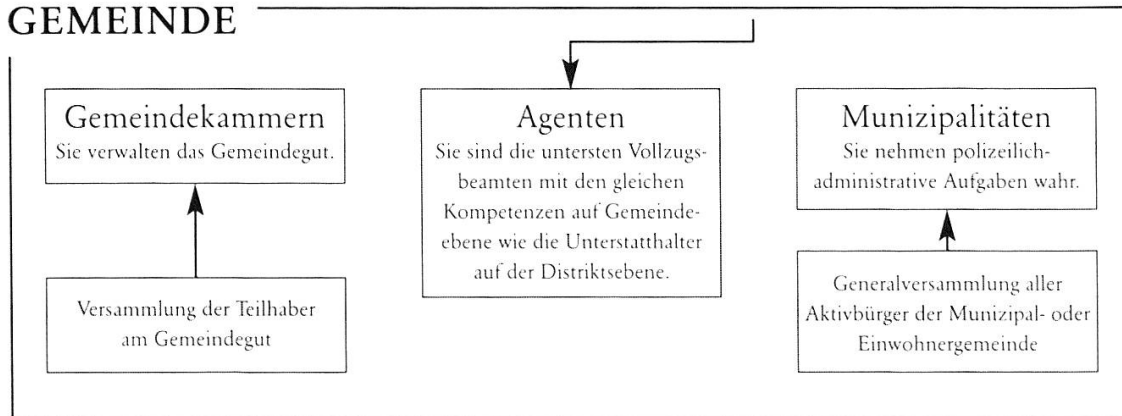 GEMEINDE
Gemeindekammern
Sie verwalten das Gemeindegut.
Versammlung der Teilhaber
am Gemeindegut
Agenten
Sie sind die untersten Vollzugs-
beamten mit den gleichen
Kompetenzen auf Gemeinde-
ebene wie die Unterstatthalter
auf der Distriktsebene.
Munizipalitäten
Sie nehmen polizeilich-
administrative Aufgaben wahr.
Generalversammlung aller
Aktivbürger der Munizipal- oder
Einwohnergemeinde